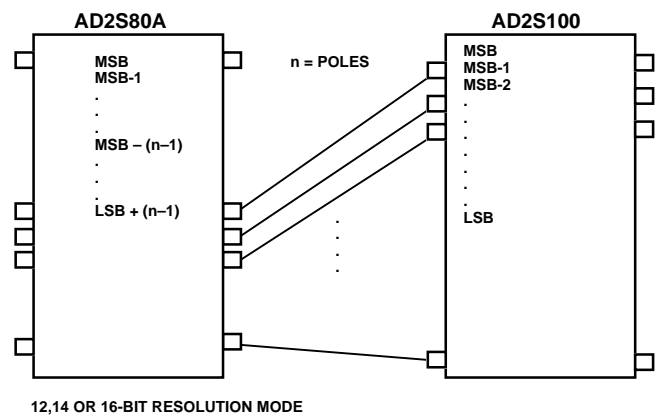 AD2S80A
MSB
MSB-1
.
.
.
MSB – (n–1)
.
.
.
LSB + (n–1)
n = POLES
.
.
.
.
AD2S100
MSB
MSB-1
MSB-2
.
.
.
.
.
.
.
LSB
12,14 OR 16-BIT RESOLUTION MODE